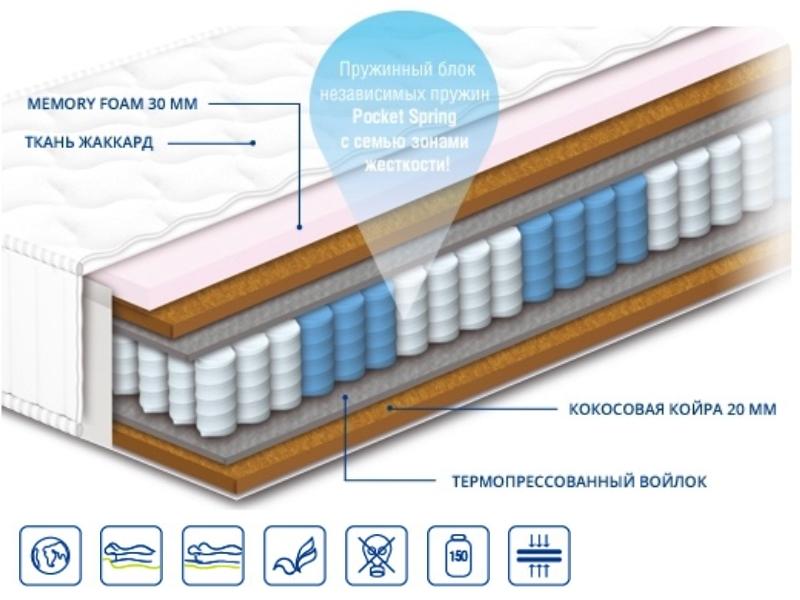 Пружинный блок
независимых пружин
Pocket Spring
с семью зонами
жесткости!
MEMORY FOAM 30 ММ
ТКАНЬ ЖАККАРД
КОКОСОВАЯ КОЙРА 20 ММ
ТЕРМОПРЕССОВАННЫЙ ВОЙЛОК
150